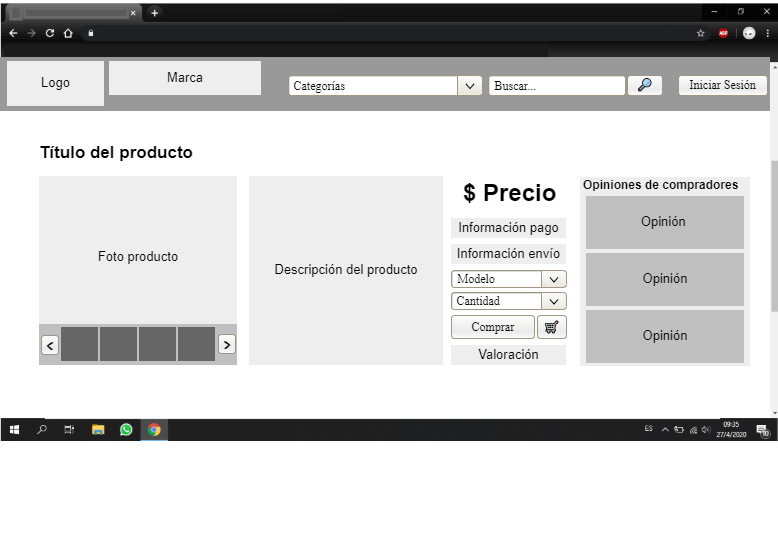 Logo
Marca
Categorías
Buscar...
Iniciar Sesión
Título del producto
Foto producto
Descripción del producto
$ Precio
Información pago
Información envío
Modelo
Cantidad
Comprar
Valoración
Opiniones de compradores
Opinión
Opinión
Opinión
ES
09:35
27/4/2020